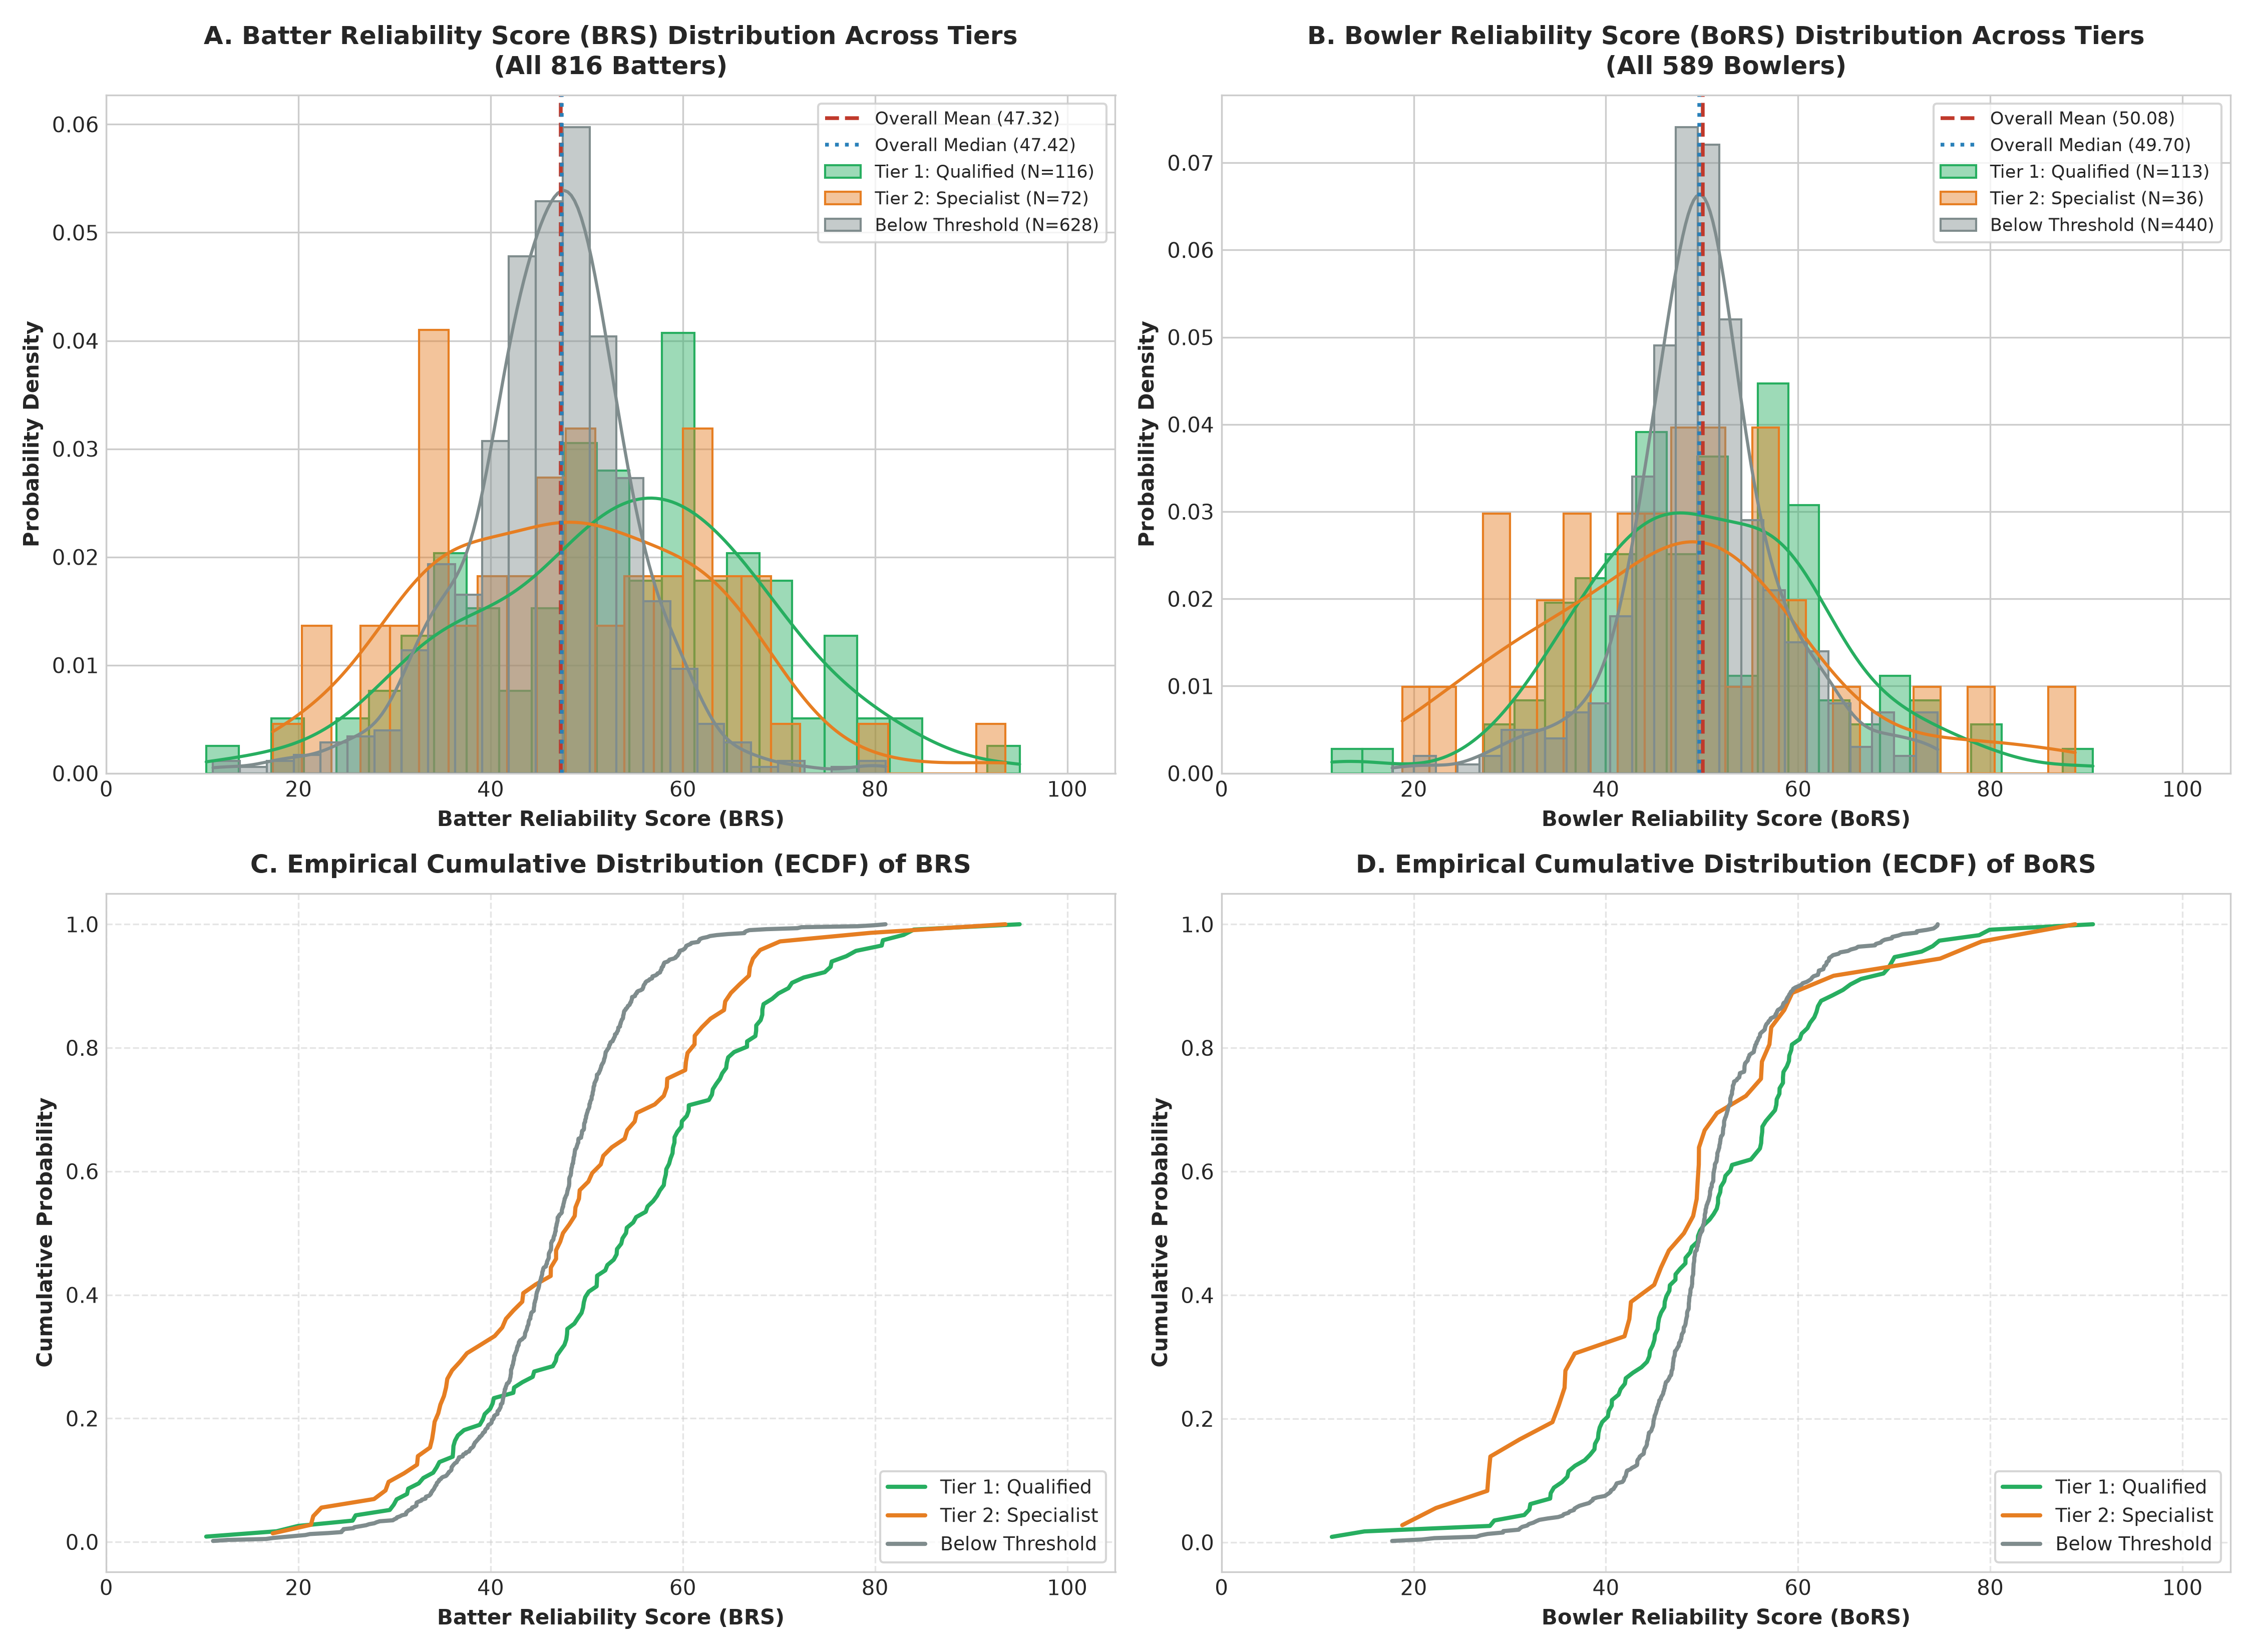 A. Batter Reliability Score (BRS) Distribution Across Tiers
(All 816 Batters)
Overall Mean (47.32)
Overall Median (47.42)
Tier 1: Qualified (N=116)
Tier 2: Specialist (N=72)
Below Threshold (N=628)
Probability Density
0.06
0.05
0.04
0.03
0.02
0.01
0.00
0 20 40 60 80 100
Batter Reliability Score (BRS)
B. Bowler Reliability Score (BoRS) Distribution Across Tiers
(All 589 Bowlers)
Overall Mean (50.08)
Overall Median (49.70)
Tier 1: Qualified (N=113)
Tier 2: Specialist (N=36)
Below Threshold (N=440)
Probability Density
0.07
0.06
0.05
0.04
0.03
0.02
0.01
0.00
0 20 40 60 80 100
Bowler Reliability Score (BoRS)
C. Empirical Cumulative Distribution (ECDF) of BRS
Cumulative Probability
1.0
0.8
0.6
0.4
0.2
0.0
Tier 1: Qualified
Tier 2: Specialist
Below Threshold
0 20 40 60 80 100
Batter Reliability Score (BRS)
D. Empirical Cumulative Distribution (ECDF) of BoRS
Cumulative Probability
1.0
0.8
0.6
0.4
0.2
0.0
Tier 1: Qualified
Tier 2: Specialist
Below Threshold
0 20 40 60 80 100
Bowler Reliability Score (BoRS)